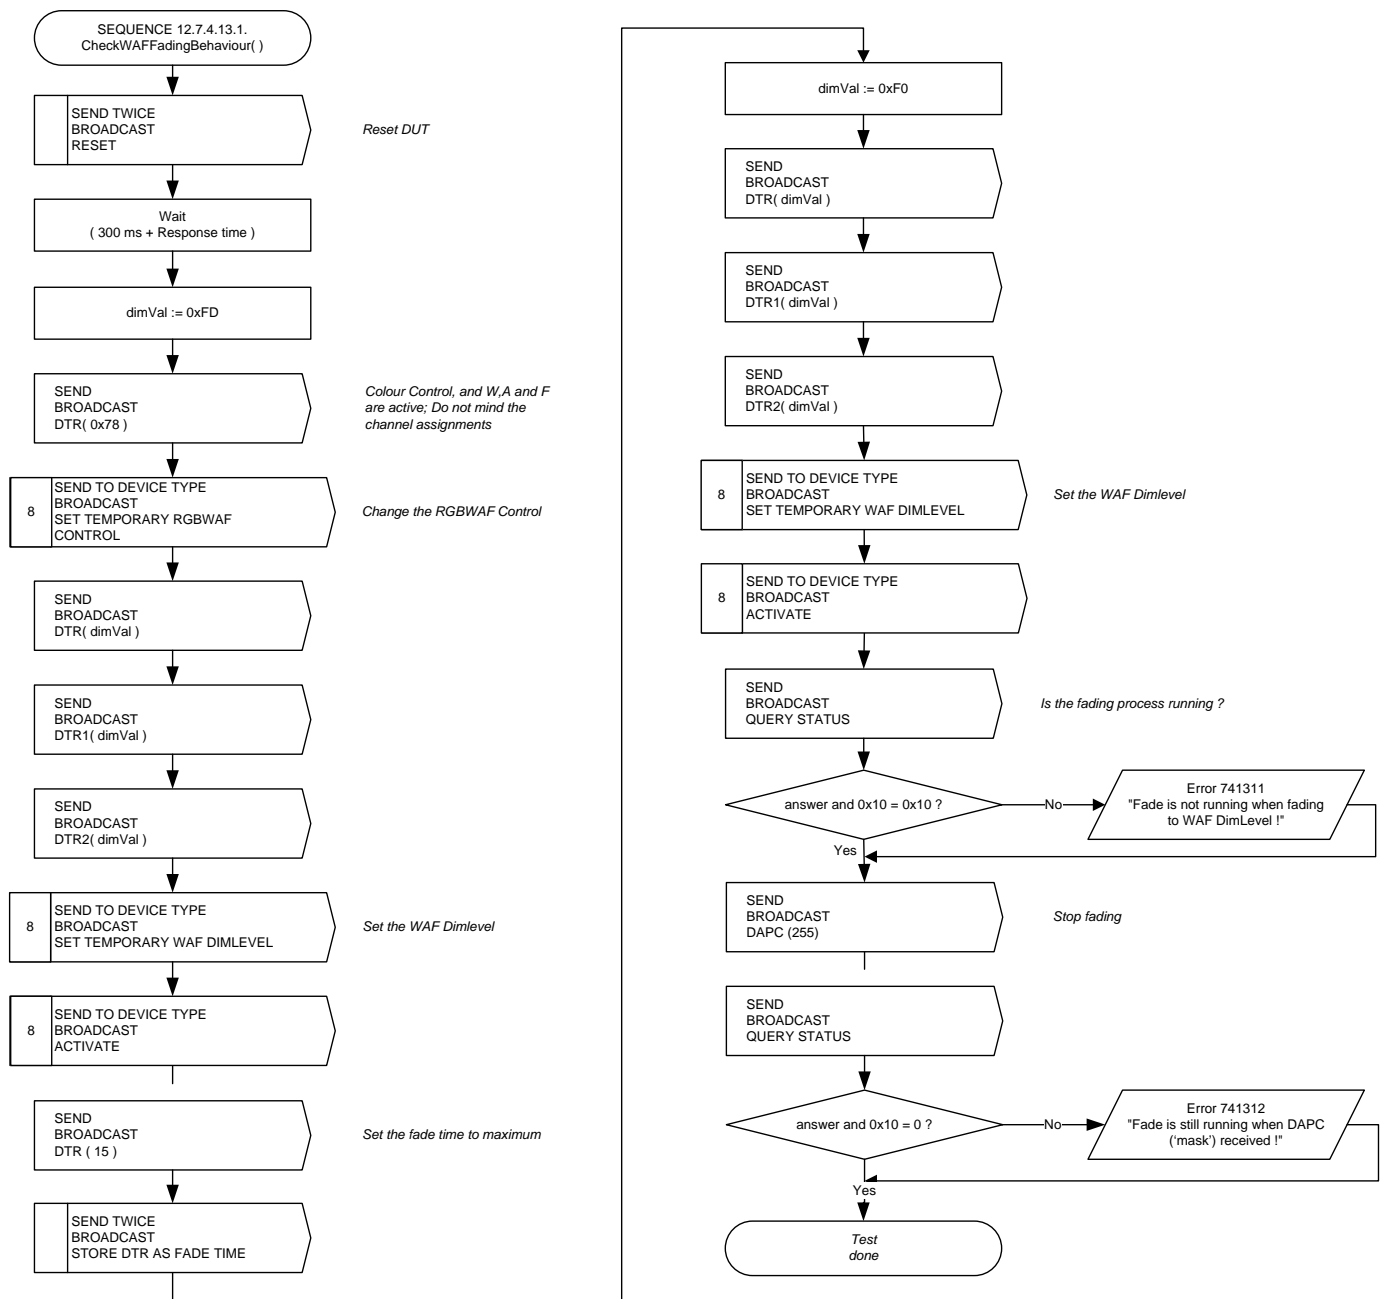 SEQUENCE 12.7.4.13.1.
CheckWAFFadingBehaviour( )
SEND TWICE
BROADCAST
RESET
Reset DUT
Wait
( 300 ms + Response time )
dimVal := 0xFD
SEND
BROADCAST
DTR( 0x78 )
Colour Control, and W,A and F
are active; Do not mind the
channel assignments
8
SEND TO DEVICE TYPE
BROADCAST
SET TEMPORARY RGBWAF
CONTROL
Change the RGBWAF Control
SEND
BROADCAST
DTR( dimVal )
SEND
BROADCAST
DTR1( dimVal )
SEND
BROADCAST
DTR2( dimVal )
8
SEND TO DEVICE TYPE
BROADCAST
SET TEMPORARY WAF DIMLEVEL
Set the WAF Dimlevel
8
SEND TO DEVICE TYPE
BROADCAST
ACTIVATE
SEND
BROADCAST
DTR ( 15 )
Set the fade time to maximum
SEND TWICE
BROADCAST
STORE DTR AS FADE TIME
dimVal := 0xF0
SEND
BROADCAST
DTR( dimVal )
SEND
BROADCAST
DTR1( dimVal )
SEND
BROADCAST
DTR2( dimVal )
8
SEND TO DEVICE TYPE
BROADCAST
SET TEMPORARY WAF DIMLEVEL
Set the WAF Dimlevel
8
SEND TO DEVICE TYPE
BROADCAST
ACTIVATE
SEND
BROADCAST
QUERY STATUS
Is the fading process running ?
answer and 0x10 = 0x10 ?
No
Error 741311
"Fade is not running when fading
to WAF DimLevel !"
Yes
SEND
BROADCAST
DAPC (255)
Stop fading
SEND
BROADCAST
QUERY STATUS
answer and 0x10 = 0 ?
No
Error 741312
"Fade is still running when DAPC
(‘mask’) received !"
Yes
Test
done